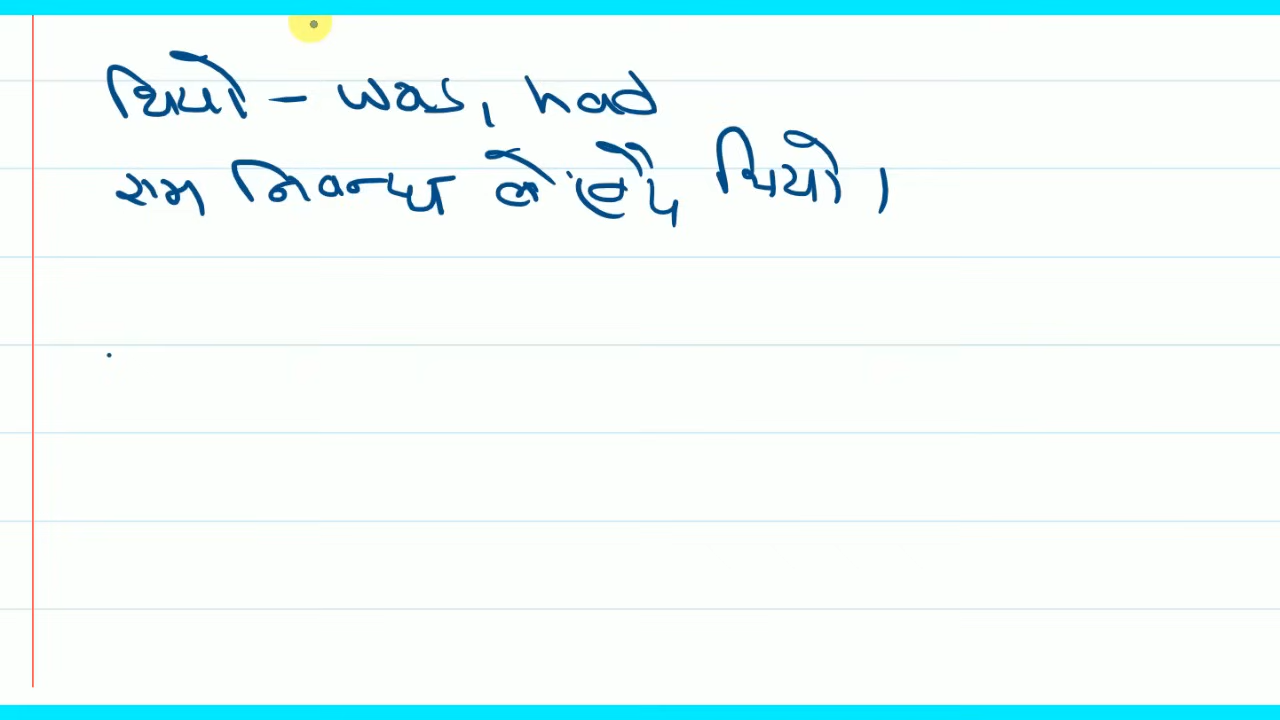 थियो - was, had
राम निबन्ध लेख्दै थियो ।